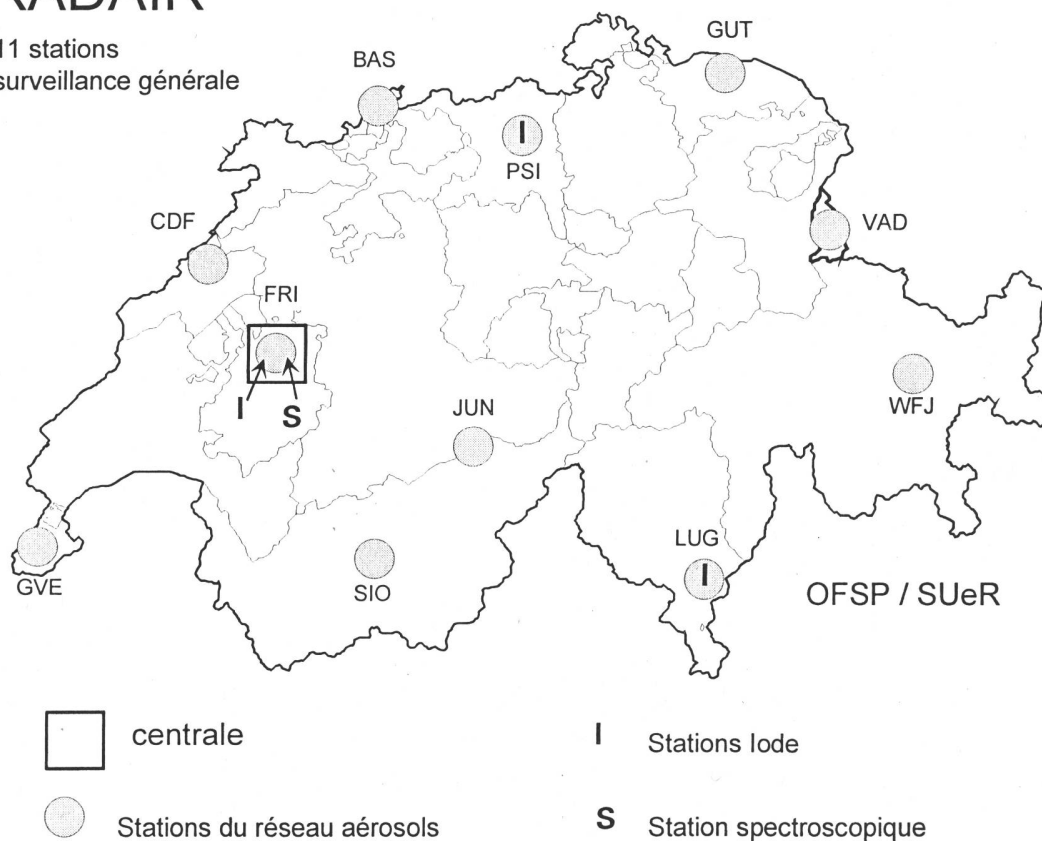 RADAIR
11 stations
surveillance générale
GUT
BAS
I
PSI
CDF
VAD
FRI
I
S
JUN
WFJ
LUG
I
GVE
SIO
OFSP / SUeR
centrale
I Stations Iode
Stations du réseau aérosols
S Station spectroscopique